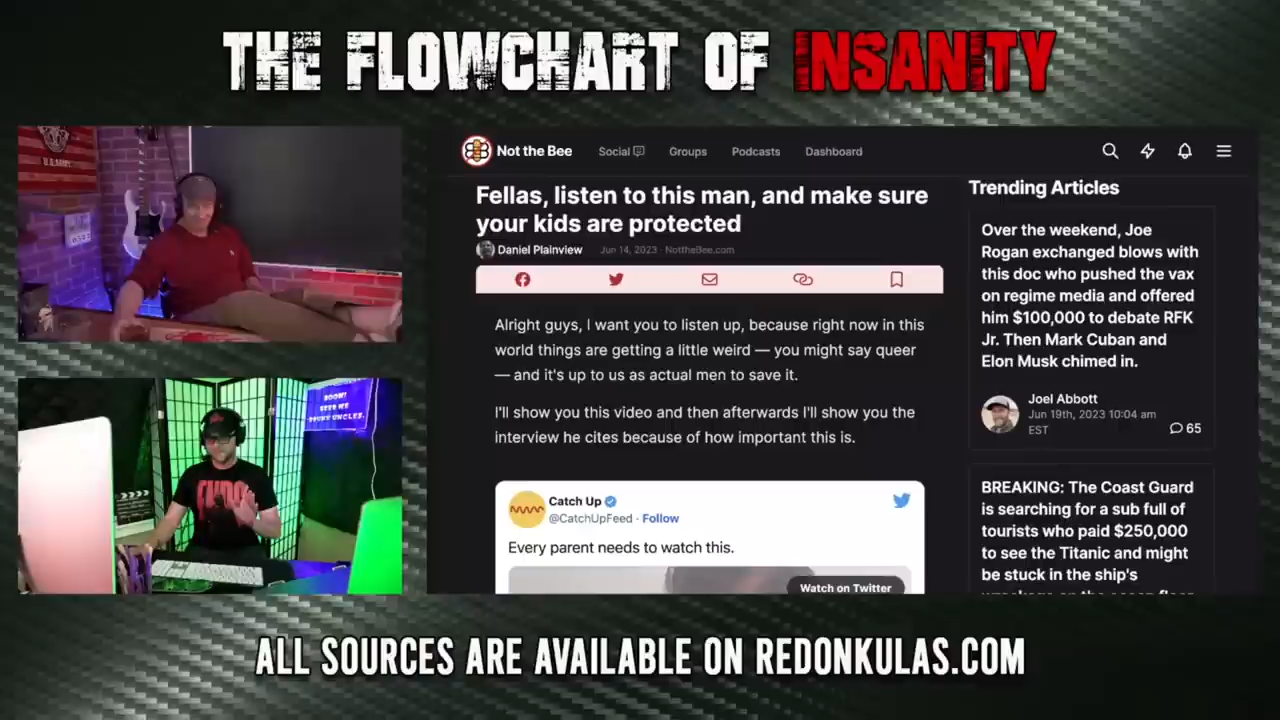 THE FLOWCHART OF INSANITY
U.S. ARMY
BOOM!
HERE ME
DRUNK UNCLES.
Not the Bee
Social
Groups
Podcasts
Dashboard
Fellas, listen to this man, and make sure
your kids are protected
Daniel Plainview
Jun 14, 2023 · NottheBee.com
Alright guys, I want you to listen up, because right now in this
world things are getting a little weird — you might say queer
— and it's up to us as actual men to save it.
I'll show you this video and then afterwards I'll show you the
interview he cites because of how important this is.
Catch Up
@CatchUpFeed · Follow
Every parent needs to watch this.
Watch on Twitter
Trending Articles
Over the weekend, Joe
Rogan exchanged blows with
this doc who pushed the vax
on regime media and offered
him $100,000 to debate RFK
Jr. Then Mark Cuban and
Elon Musk chimed in.
Joel Abbott
Jun 19th, 2023 10:04 am
EST
65
BREAKING: The Coast Guard
is searching for a sub full of
tourists who paid $250,000
to see the Titanic and might
be stuck in the ship's
ALL SOURCES ARE AVAILABLE ON REDONKULAS.COM